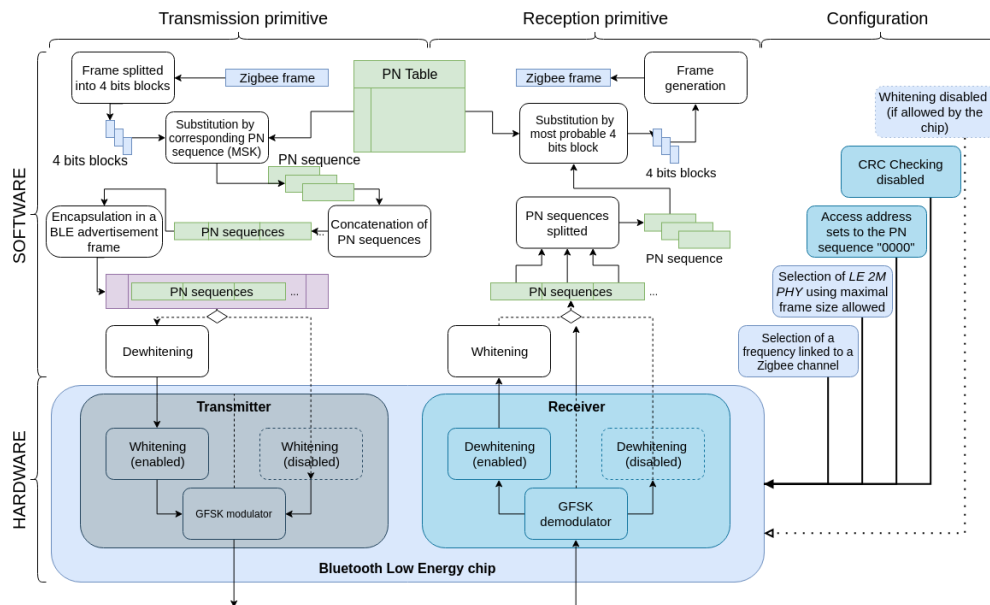 Transmission primitive
Reception primitive
Configuration
SOFTWARE
HARDWARE
Frame splitted
into 4 bits blocks
Zigbee frame
PN Table
Zigbee frame
Frame
generation
Whitening disabled
(if allowed by the
chip)
4 bits blocks
Substitution by
corresponding PN
sequence (MSK)
PN sequence
Substitution by
most probable 4
bits block
4 bits blocks
CRC Checking
disabled
Encapsulation in a
BLE advertisement
frame
PN sequences
...
Concatenation of
PN sequences
PN sequences
splitted
PN sequence
Access address
sets to the PN
sequence "0000"
PN sequences
...
PN sequences
...
Selection of LE 2M
PHY using maximal
frame size allowed
Dewhitening
Whitening
Selection of a
frequency linked to a
Zigbee channel
Transmitter
Receiver
Whitening
(enabled)
Whitening
(disabled)
Dewhitening
(enabled)
Dewhitening
(disabled)
GFSK modulator
GFSK
demodulator
Bluetooth Low Energy chip